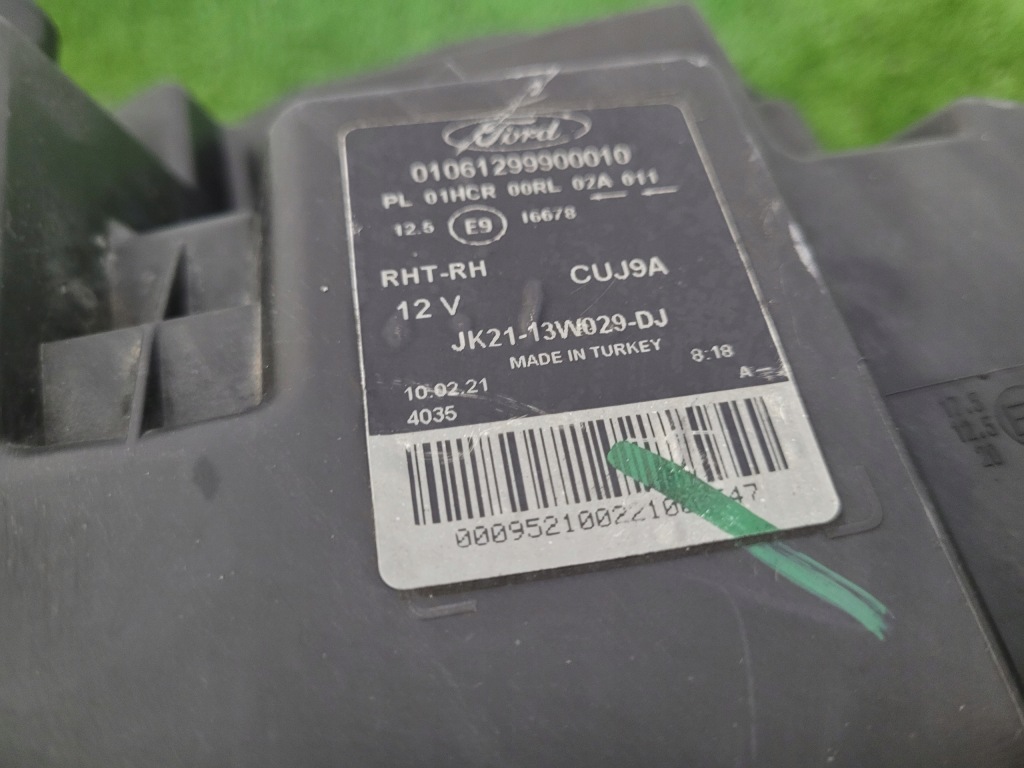 Ford
01061299900010
PL 01HCR 00RL 02A 011
12.5 E9 16678
RHT-RH CUJ9A
12 V
JK21-13W029-DJ
MADE IN TURKEY
10.02.21 8:18
4035 A